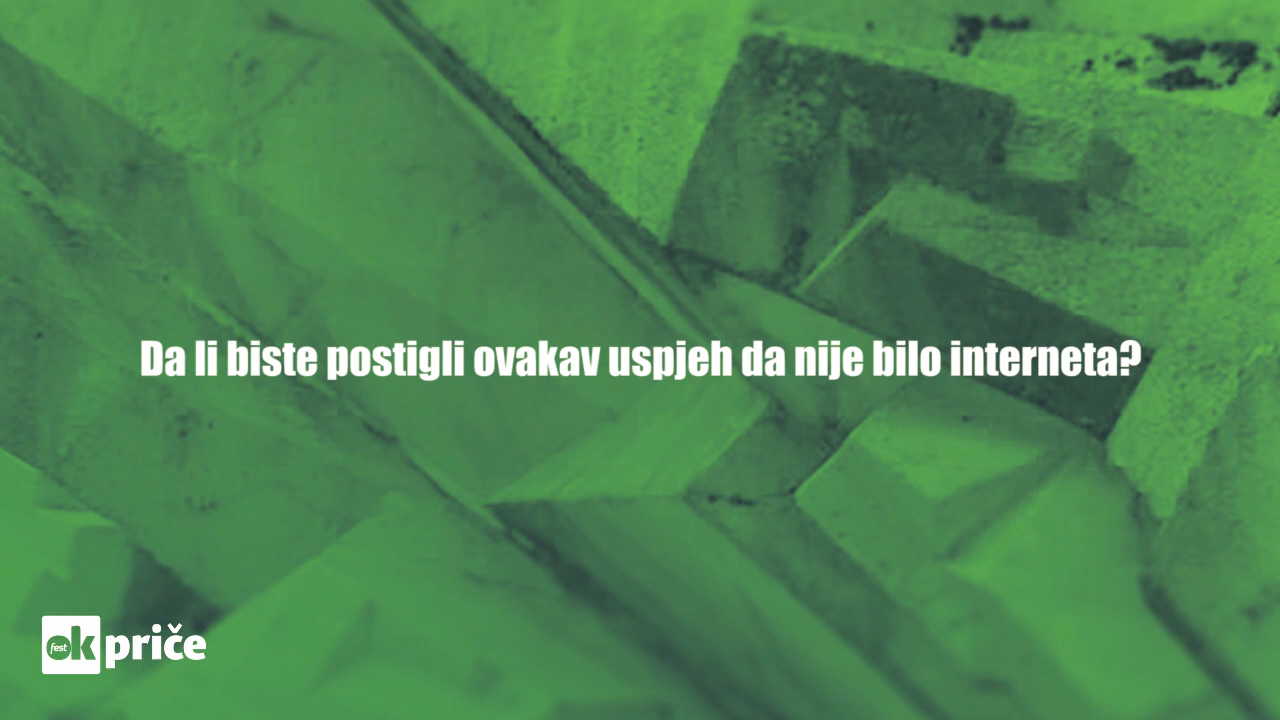 Da li biste postigli ovakav uspjeh da nije bilo interneta?
fest ok priče